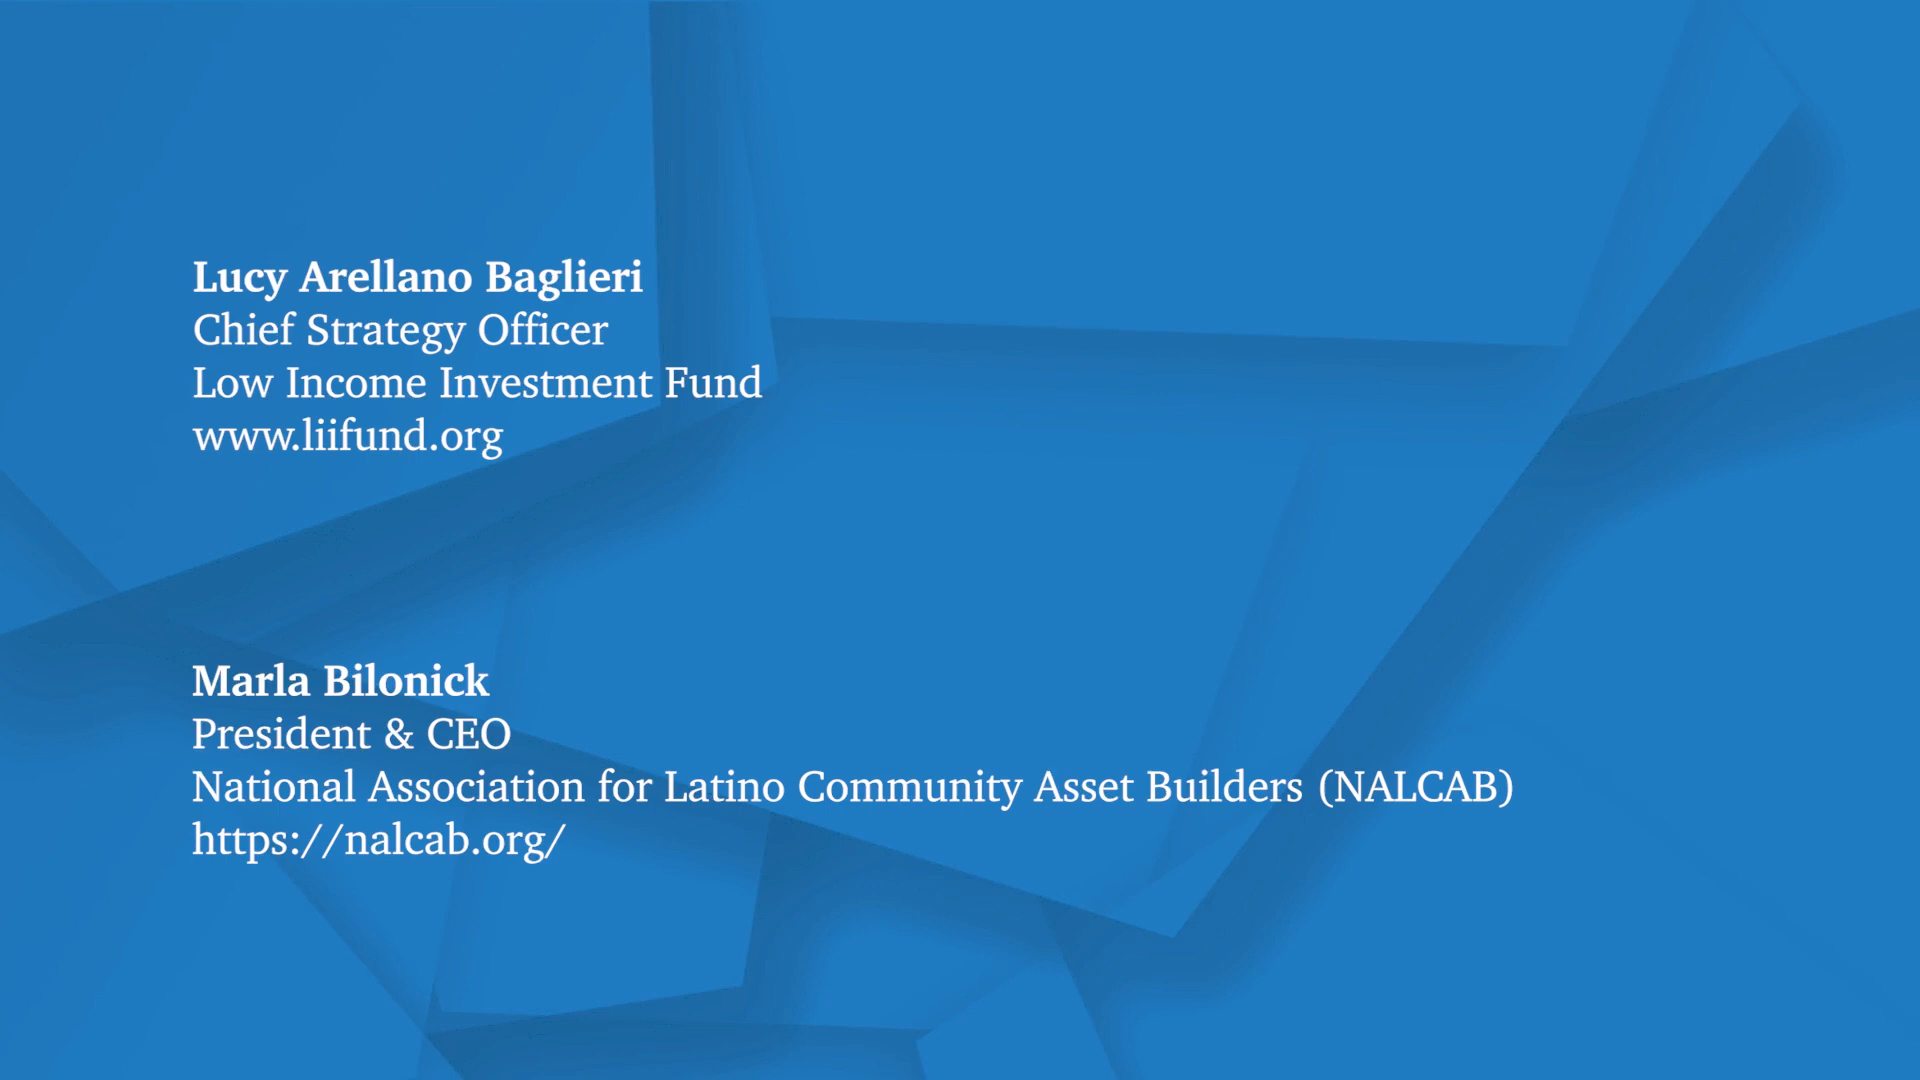 Lucy Arellano Baglieri
Chief Strategy Officer
Low Income Investment Fund
www.liifund.org
Marla Bilonick
President & CEO
National Association for Latino Community Asset Builders (NALCAB)
https://nalcab.org/